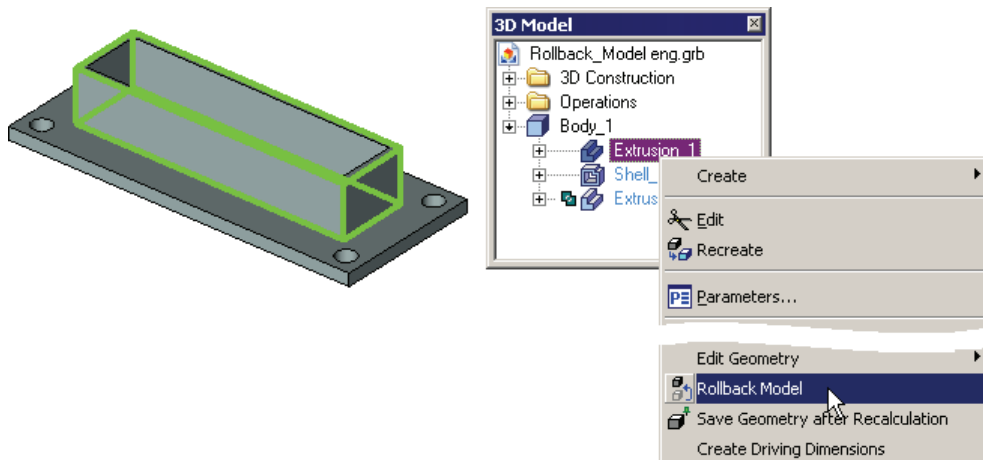 3D Model
Rollback_Model eng.grb
3D Construction
Operations
Body_1
Extrusion_1
Shell_
Extrus
Create
Edit
Recreate
Parameters...
Edit Geometry
Rollback Model
Save Geometry after Recalculation
Create Driving Dimensions